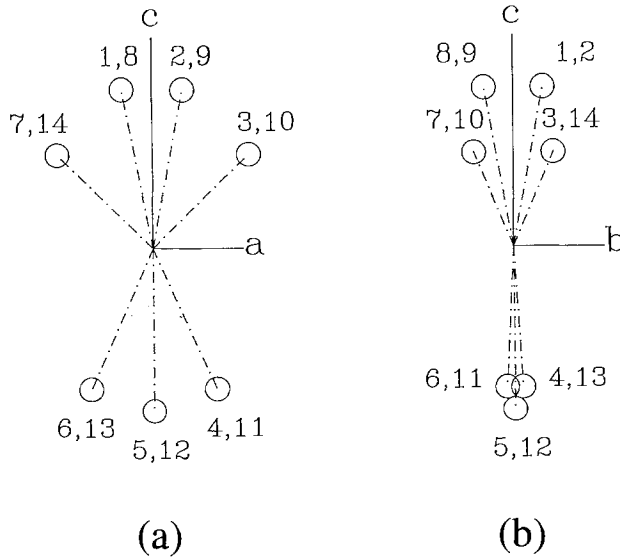 c
1,8 2,9
7,14 3,10
a
6,13 4,11
5,12
(a)
c
8,9 1,2
7,10 3,14
b
6,11 4,13
5,12
(b)